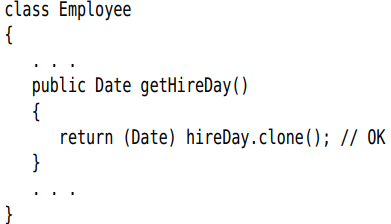 class Employee
{
. . .
public Date getHireDay()
{
return (Date) hireDay.clone(); // OK
}
. . .
}